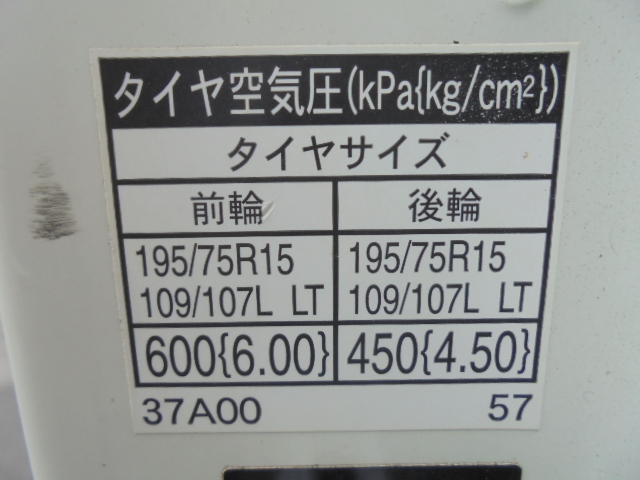 タイヤ空気圧(kPa{kg/cm²})
タイヤサイズ
前輪 後輪
195/75R15 195/75R15
109/107L LT 109/107L LT
600{6.00} 450{4.50}
37A00 57